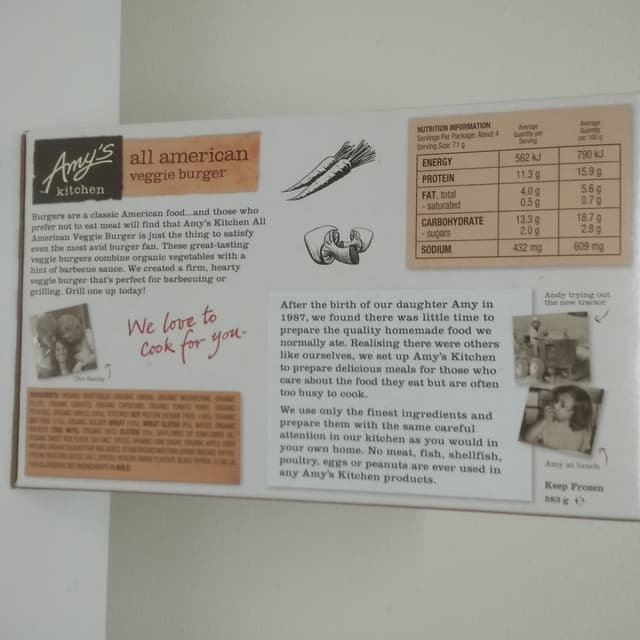 Amy's
kitchen
all american
veggie burger
Burgers are a classic American food...and those who
prefer not to eat meat will find that Amy's Kitchen All
American Veggie Burger is just the thing to satisfy
even the most avid burger fan. These great-tasting
veggie burgers combine organic vegetables with a
hint of barbecue sauce. We created a firm, hearty
veggie burger that's perfect for barbecuing or
grilling. Grill one up today!
We love to
cook for you-
Our family
NUTRITION INFORMATION
Servings Per Package: About 4
Serving Size: 71 g
Average Quantity per Serving
Average Quantity per 100 g
ENERGY 562 kJ 790 kJ
PROTEIN 11.3 g 15.9 g
FAT, total 4.0 g 5.6 g
- saturated 0.5 g 0.7 g
CARBOHYDRATE 13.3 g 18.7 g
- sugars 2.0 g 2.8 g
SODIUM 432 mg 609 mg
After the birth of our daughter Amy in
1987, we found there was little time to
prepare the quality homemade food we
normally ate. Realising there were others
like ourselves, we set up Amy's Kitchen
to prepare delicious meals for those who
care about the food they eat but are often
too busy to cook.
We use only the finest ingredients and
prepare them with the same careful
attention in our kitchen as you would in
your own home. No meat, fish, shellfish,
poultry, eggs or peanuts are ever used in
any Amy's Kitchen products.
Andy trying out
the new tractor
Amy at lunch
Keep Frozen
283 g ℮